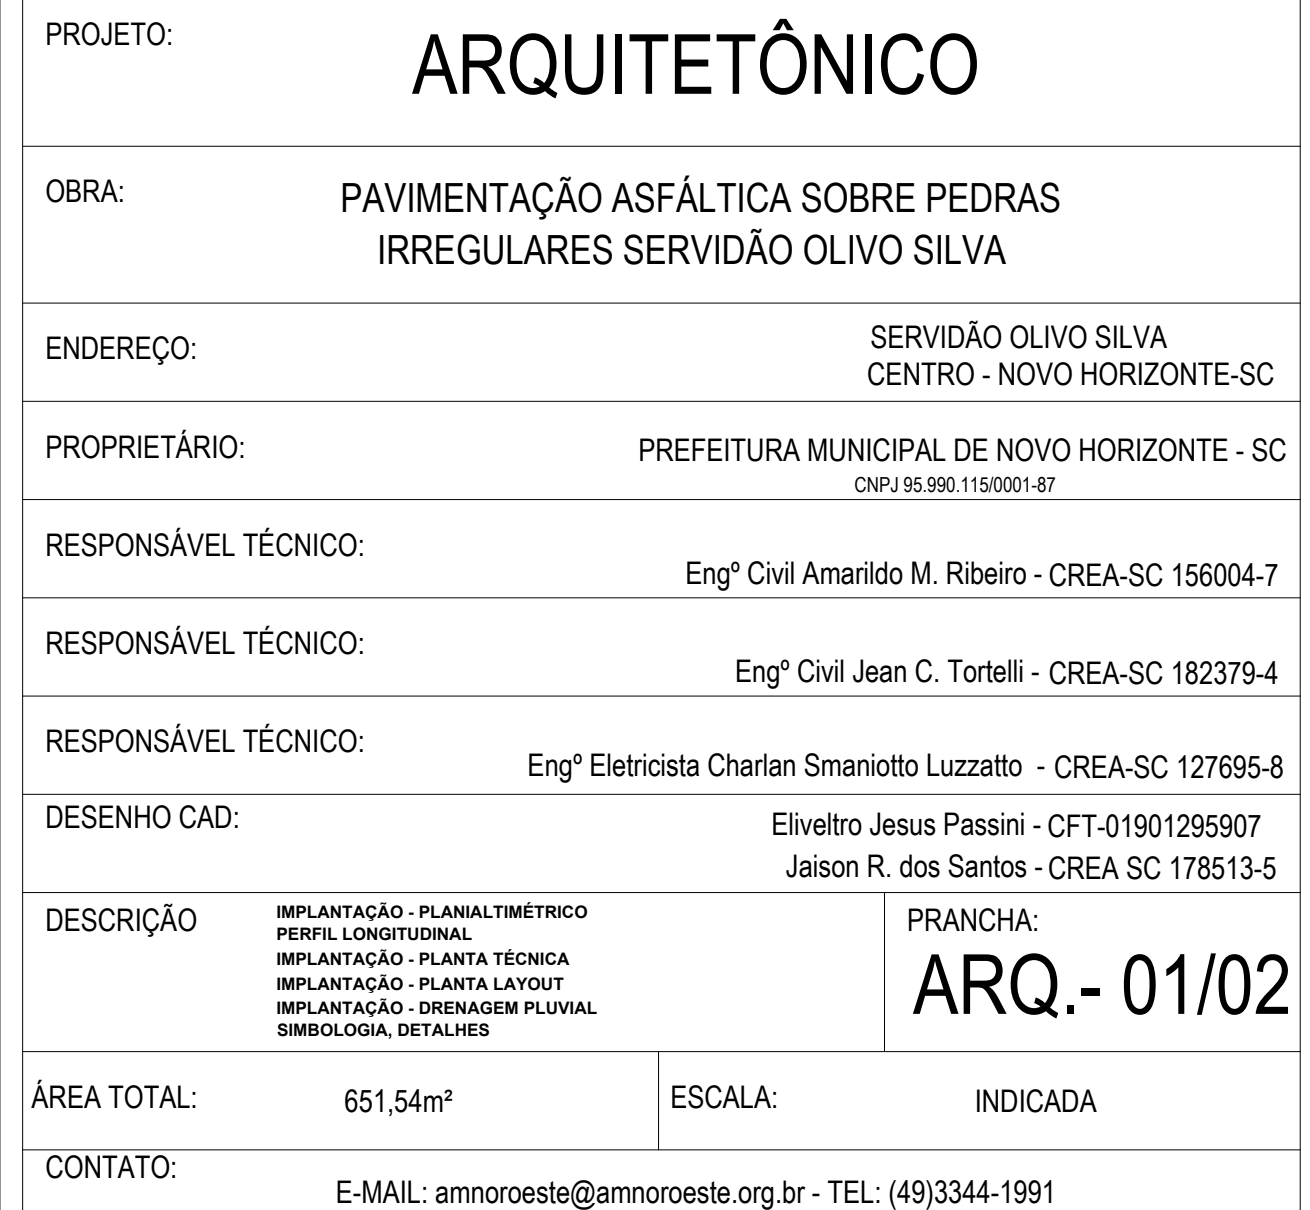 PROJETO:
ARQUITETÔNICO
OBRA:
PAVIMENTAÇÃO ASFÁLTICA SOBRE PEDRAS
IRREGULARES SERVIDÃO OLIVO SILVA
ENDEREÇO:
SERVIDÃO OLIVO SILVA
CENTRO - NOVO HORIZONTE-SC
PROPRIETÁRIO:
PREFEITURA MUNICIPAL DE NOVO HORIZONTE - SC
CNPJ 95.990.115/0001-87
RESPONSÁVEL TÉCNICO:
Engº Civil Amarildo M. Ribeiro - CREA-SC 156004-7
RESPONSÁVEL TÉCNICO:
Engº Civil Jean C. Tortelli - CREA-SC 182379-4
RESPONSÁVEL TÉCNICO:
Engº Eletricista Charlan Smaniotto Luzzatto - CREA-SC 127695-8
DESENHO CAD:
Eliveltro Jesus Passini - CFT-01901295907
Jaison R. dos Santos - CREA SC 178513-5
DESCRIÇÃO
IMPLANTAÇÃO - PLANIALTIMÉTRICO
PERFIL LONGITUDINAL
IMPLANTAÇÃO - PLANTA TÉCNICA
IMPLANTAÇÃO - PLANTA LAYOUT
IMPLANTAÇÃO - DRENAGEM PLUVIAL
SIMBOLOGIA, DETALHES
PRANCHA:
ARQ.- 01/02
ÁREA TOTAL: 651,54m²
ESCALA: INDICADA
CONTATO:
E-MAIL: amnoroeste@amnoroeste.org.br - TEL: (49)3344-1991